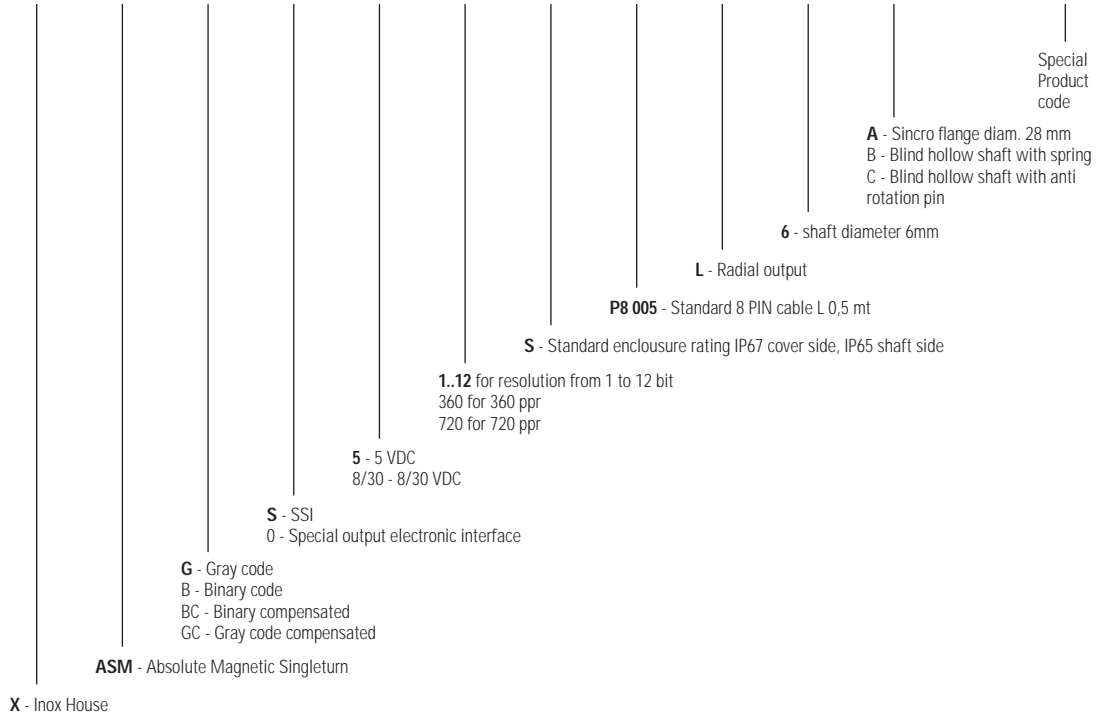 Special
Product
code
A - Sincro flange diam. 28 mm
B - Blind hollow shaft with spring
C - Blind hollow shaft with anti
rotation pin
6 - shaft diameter 6mm
L - Radial output
P8 005 - Standard 8 PIN cable L 0,5 mt
S - Standard enclousure rating IP67 cover side, IP65 shaft side
1..12 for resolution from 1 to 12 bit
360 for 360 ppr
720 for 720 ppr
5 - 5 VDC
8/30 - 8/30 VDC
S - SSI
0 - Special output electronic interface
G - Gray code
B - Binary code
BC - Binary compensated
GC - Gray code compensated
ASM - Absolute Magnetic Singleturn
X - Inox House